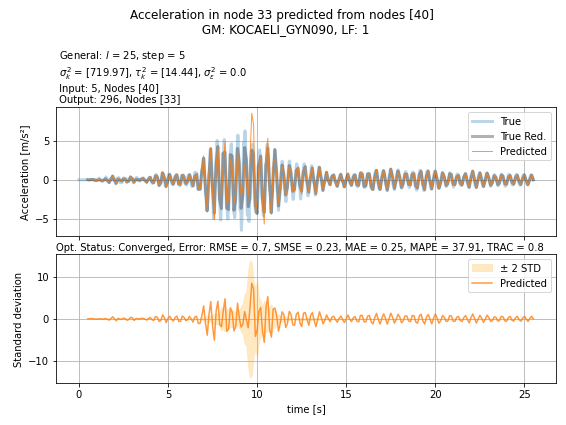 Acceleration in node 33 predicted from nodes [40]
GM: KOCAELI_GYN090, LF: 1
General: l = 25, step = 5
σ²ₖ = [719.97], τ²ₖ = [14.44], σ²ε = 0.0
Input: 5, Nodes [40]
Output: 296, Nodes [33]
True
True Red.
Predicted
Acceleration [m/s²]
5
0
−5
Opt. Status: Converged, Error: RMSE = 0.7, SMSE = 0.23, MAE = 0.25, MAPE = 37.91, TRAC = 0.8
± 2 STD
Predicted
Standard deviation
10
0
−10
0 5 10 15 20 25
time [s]